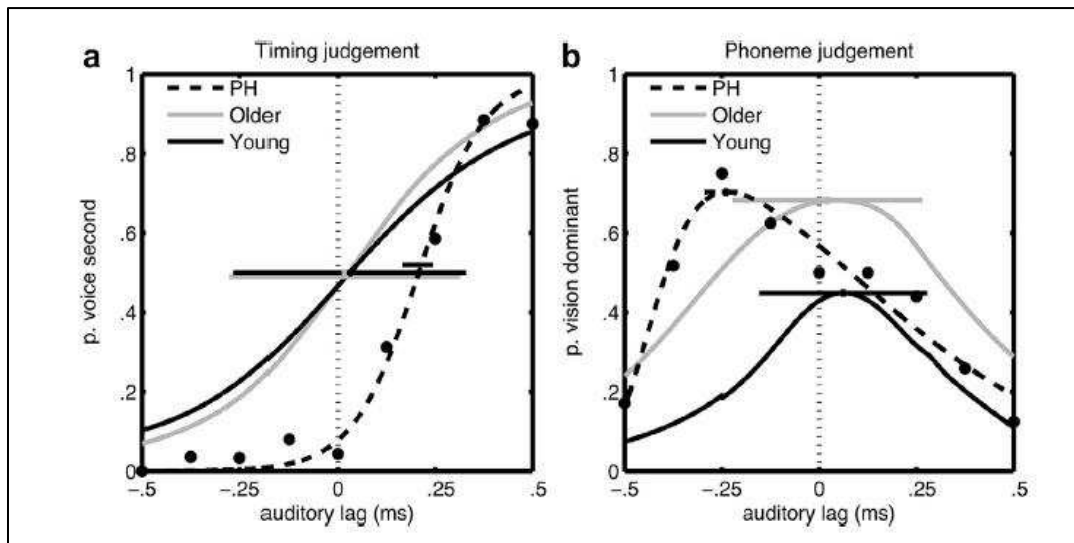 a
Timing judgement
1
.8
.6
.4
.2
0
p. voice second
PH
Older
Young
-.5
-.25
0
.25
.5
auditory lag (ms)
b
Phoneme judgement
1
.8
.6
.4
.2
0
p. vision dominant
PH
Older
Young
-.5
-.25
0
.25
.5
auditory lag (ms)